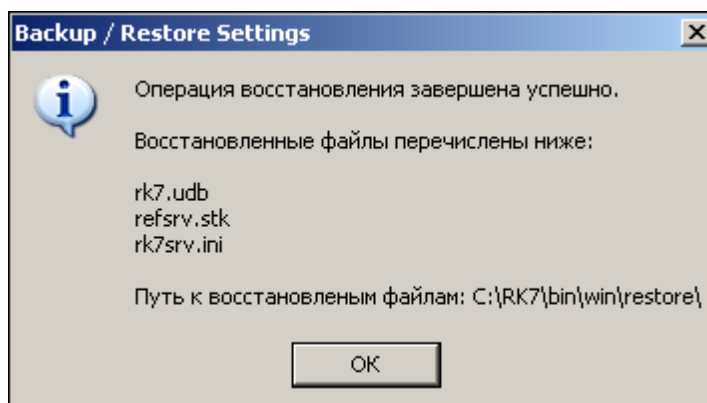 Backup / Restore Settings
Операция восстановления завершена успешно.
Восстановленные файлы перечислены ниже:
rk7.udb
refsrv.stk
rk7srv.ini
Путь к восстановленым файлам: C:\RK7\bin\win\restore\
OK